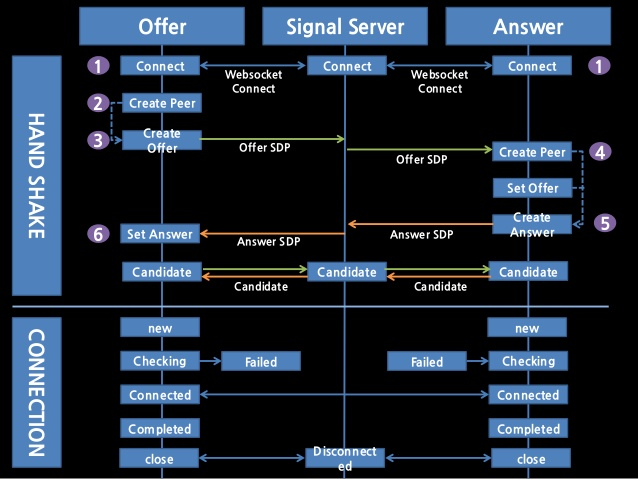 Offer
Signal Server
Answer
HAND SHAKE
1
Connect
Websocket
Connect
Connect
Websocket
Connect
Connect
1
2
Create Peer
3
Create
Offer
Offer SDP
Offer SDP
Create Peer
4
Set Offer
Create
Answer
5
6
Set Answer
Answer SDP
Answer SDP
Candidate
Candidate
Candidate
Candidate
Candidate
CONNECTION
new
new
Checking
Failed
Failed
Checking
Connected
Connected
Completed
Completed
close
Disconnect
ed
close